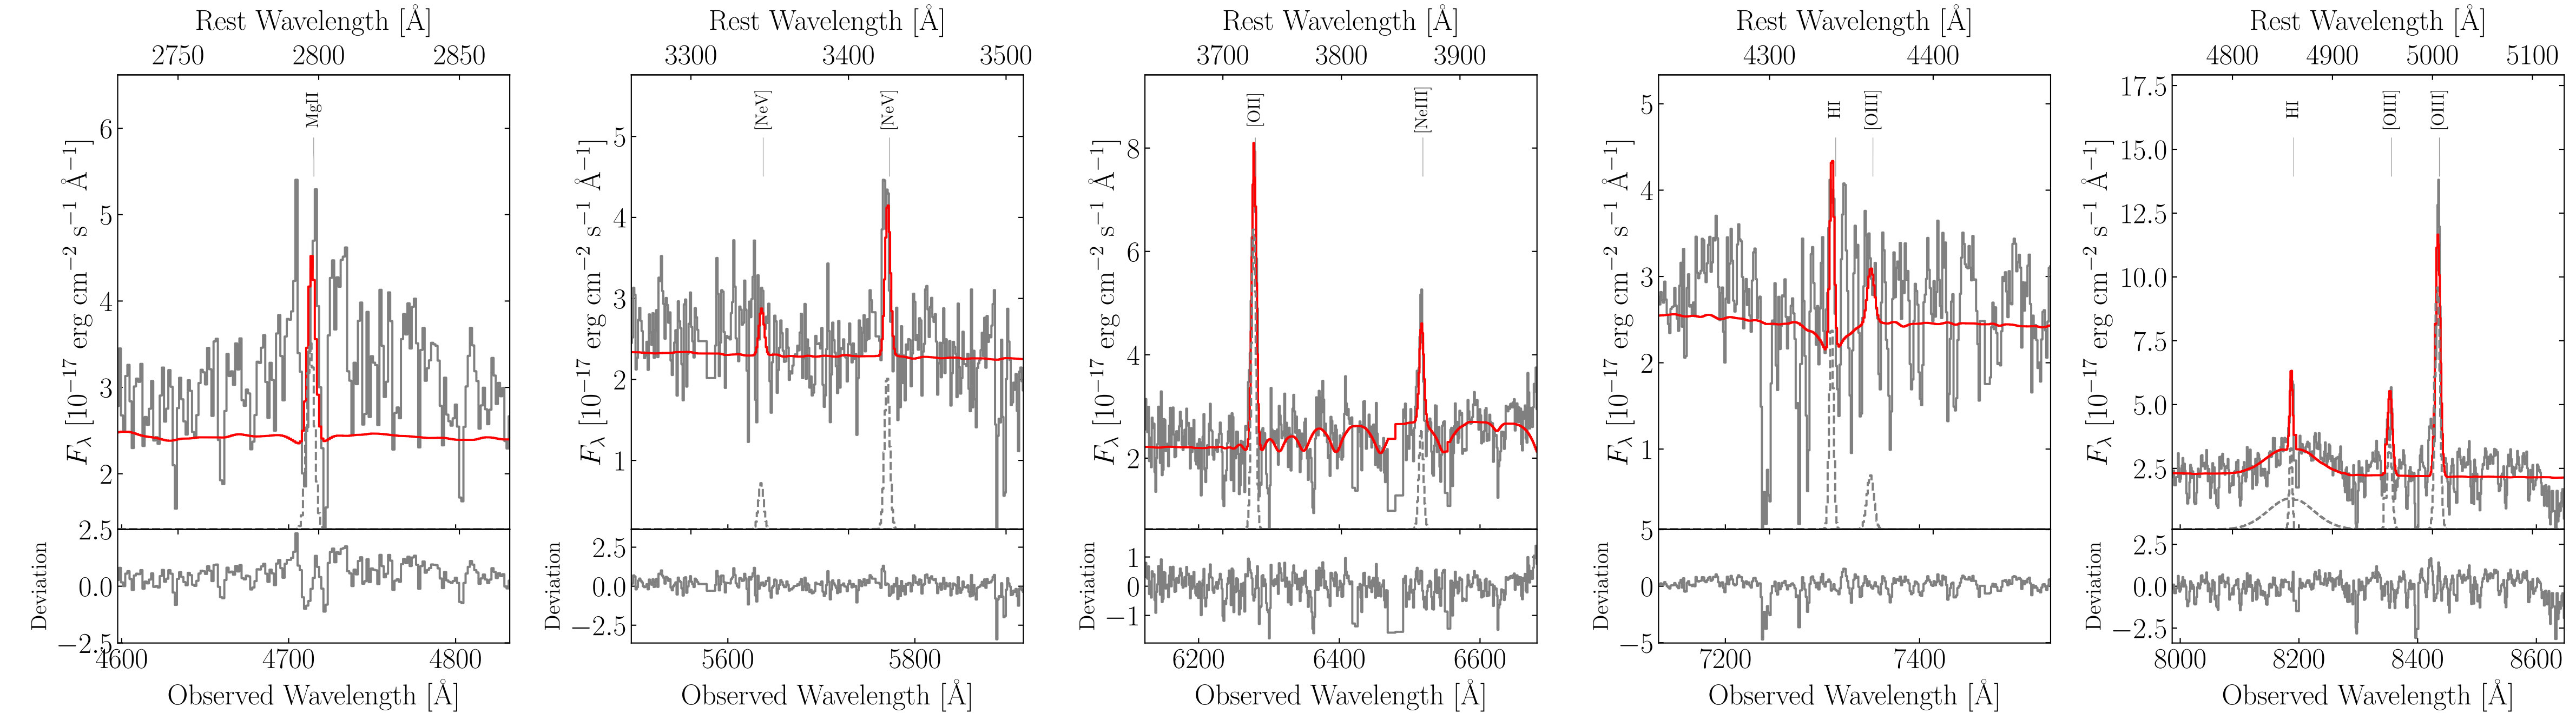 Rest Wavelength [Å]
2750 2800 2850
MgII
F_λ [10⁻¹⁷ erg cm⁻² s⁻¹ Å⁻¹]
6
5
4
3
2
Deviation
2.5
0.0
−2.5
4600 4700 4800
Observed Wavelength [Å]
Rest Wavelength [Å]
3300 3400 3500
[NeV] [NeV]
F_λ [10⁻¹⁷ erg cm⁻² s⁻¹ Å⁻¹]
5
4
3
2
1
Deviation
2.5
0.0
−2.5
5600 5800
Observed Wavelength [Å]
Rest Wavelength [Å]
3700 3800 3900
[OII] [NeIII]
F_λ [10⁻¹⁷ erg cm⁻² s⁻¹ Å⁻¹]
8
6
4
2
Deviation
1
0
−1
6200 6400 6600
Observed Wavelength [Å]
Rest Wavelength [Å]
4300 4400
HI [OIII]
F_λ [10⁻¹⁷ erg cm⁻² s⁻¹ Å⁻¹]
5
4
3
2
1
Deviation
5
0
−5
7200 7400
Observed Wavelength [Å]
Rest Wavelength [Å]
4800 4900 5000 5100
HI [OIII] [OIII]
F_λ [10⁻¹⁷ erg cm⁻² s⁻¹ Å⁻¹]
17.5
15.0
12.5
10.0
7.5
5.0
2.5
Deviation
2.5
0.0
−2.5
8000 8200 8400 8600
Observed Wavelength [Å]